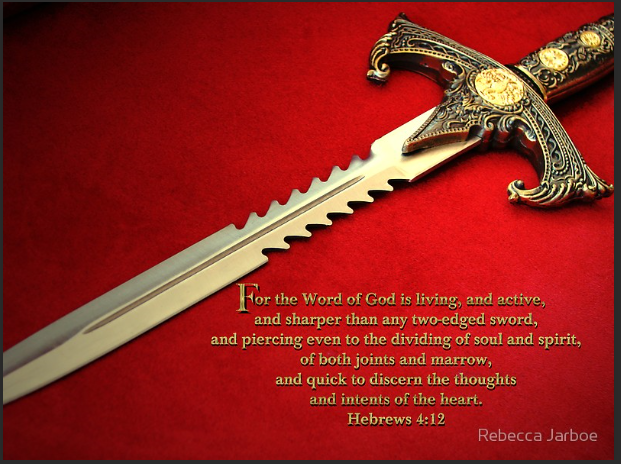 For the Word of God is living, and active,
and sharper than any two-edged sword,
and piercing even to the dividing of soul and spirit,
of both joints and marrow,
and quick to discern the thoughts
and intents of the heart.
Hebrews 4:12
Rebecca Jarboe